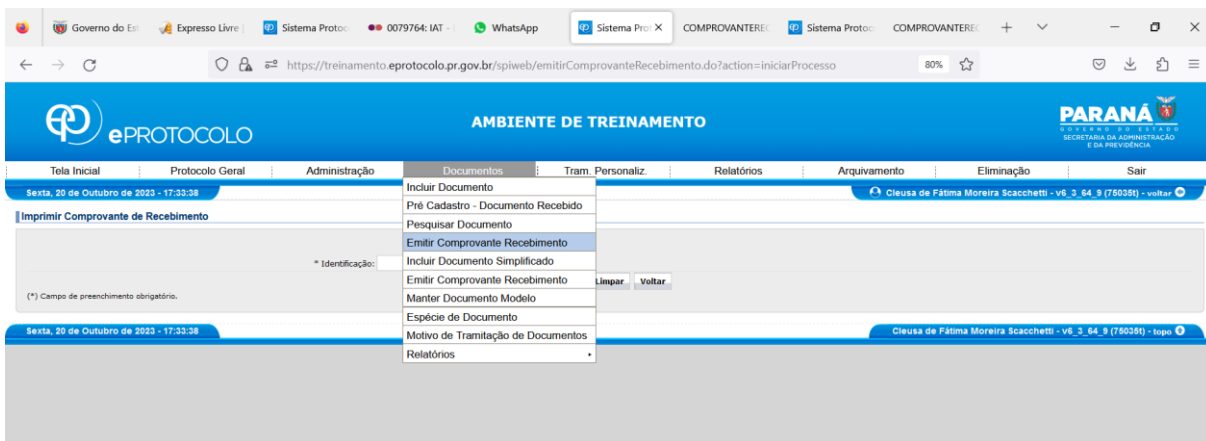 Governo do Est
Expresso Livre |
Sistema Protoc
0079764: IAT -
WhatsApp
Sistema Prot
COMPROVANTEREC
Sistema Protoc
COMPROVANTEREC
https://treinamento.eprotocolo.pr.gov.br/spiweb/emitirComprovanteRecebimento.do?action=iniciarProcesso
80%
ePROTOCOLO
AMBIENTE DE TREINAMENTO
PARANÁ
GOVERNO DO ESTADO
SECRETARIA DA ADMINISTRAÇÃO
E DA PREVIDÊNCIA
Tela Inicial
Protocolo Geral
Administração
Documentos
Tram. Personaliz.
Relatórios
Arquivamento
Eliminação
Sair
Sexta, 20 de Outubro de 2023 - 17:33:38
Cleusa de Fátima Moreira Scacchetti - v6_3_64_9 (75035t) - voltar
Imprimir Comprovante de Recebimento
Incluir Documento
Pré Cadastro - Documento Recebido
Pesquisar Documento
Emitir Comprovante Recebimento
* Identificação:
Incluir Documento Simplificado
Emitir Comprovante Recebimento
Limpar Voltar
(*) Campo de preenchimento obrigatório.
Manter Documento Modelo
Espécie de Documento
Motivo de Tramitação de Documentos
Relatórios
Sexta, 20 de Outubro de 2023 - 17:33:38
Cleusa de Fátima Moreira Scacchetti - v6_3_64_9 (75035t) - topo